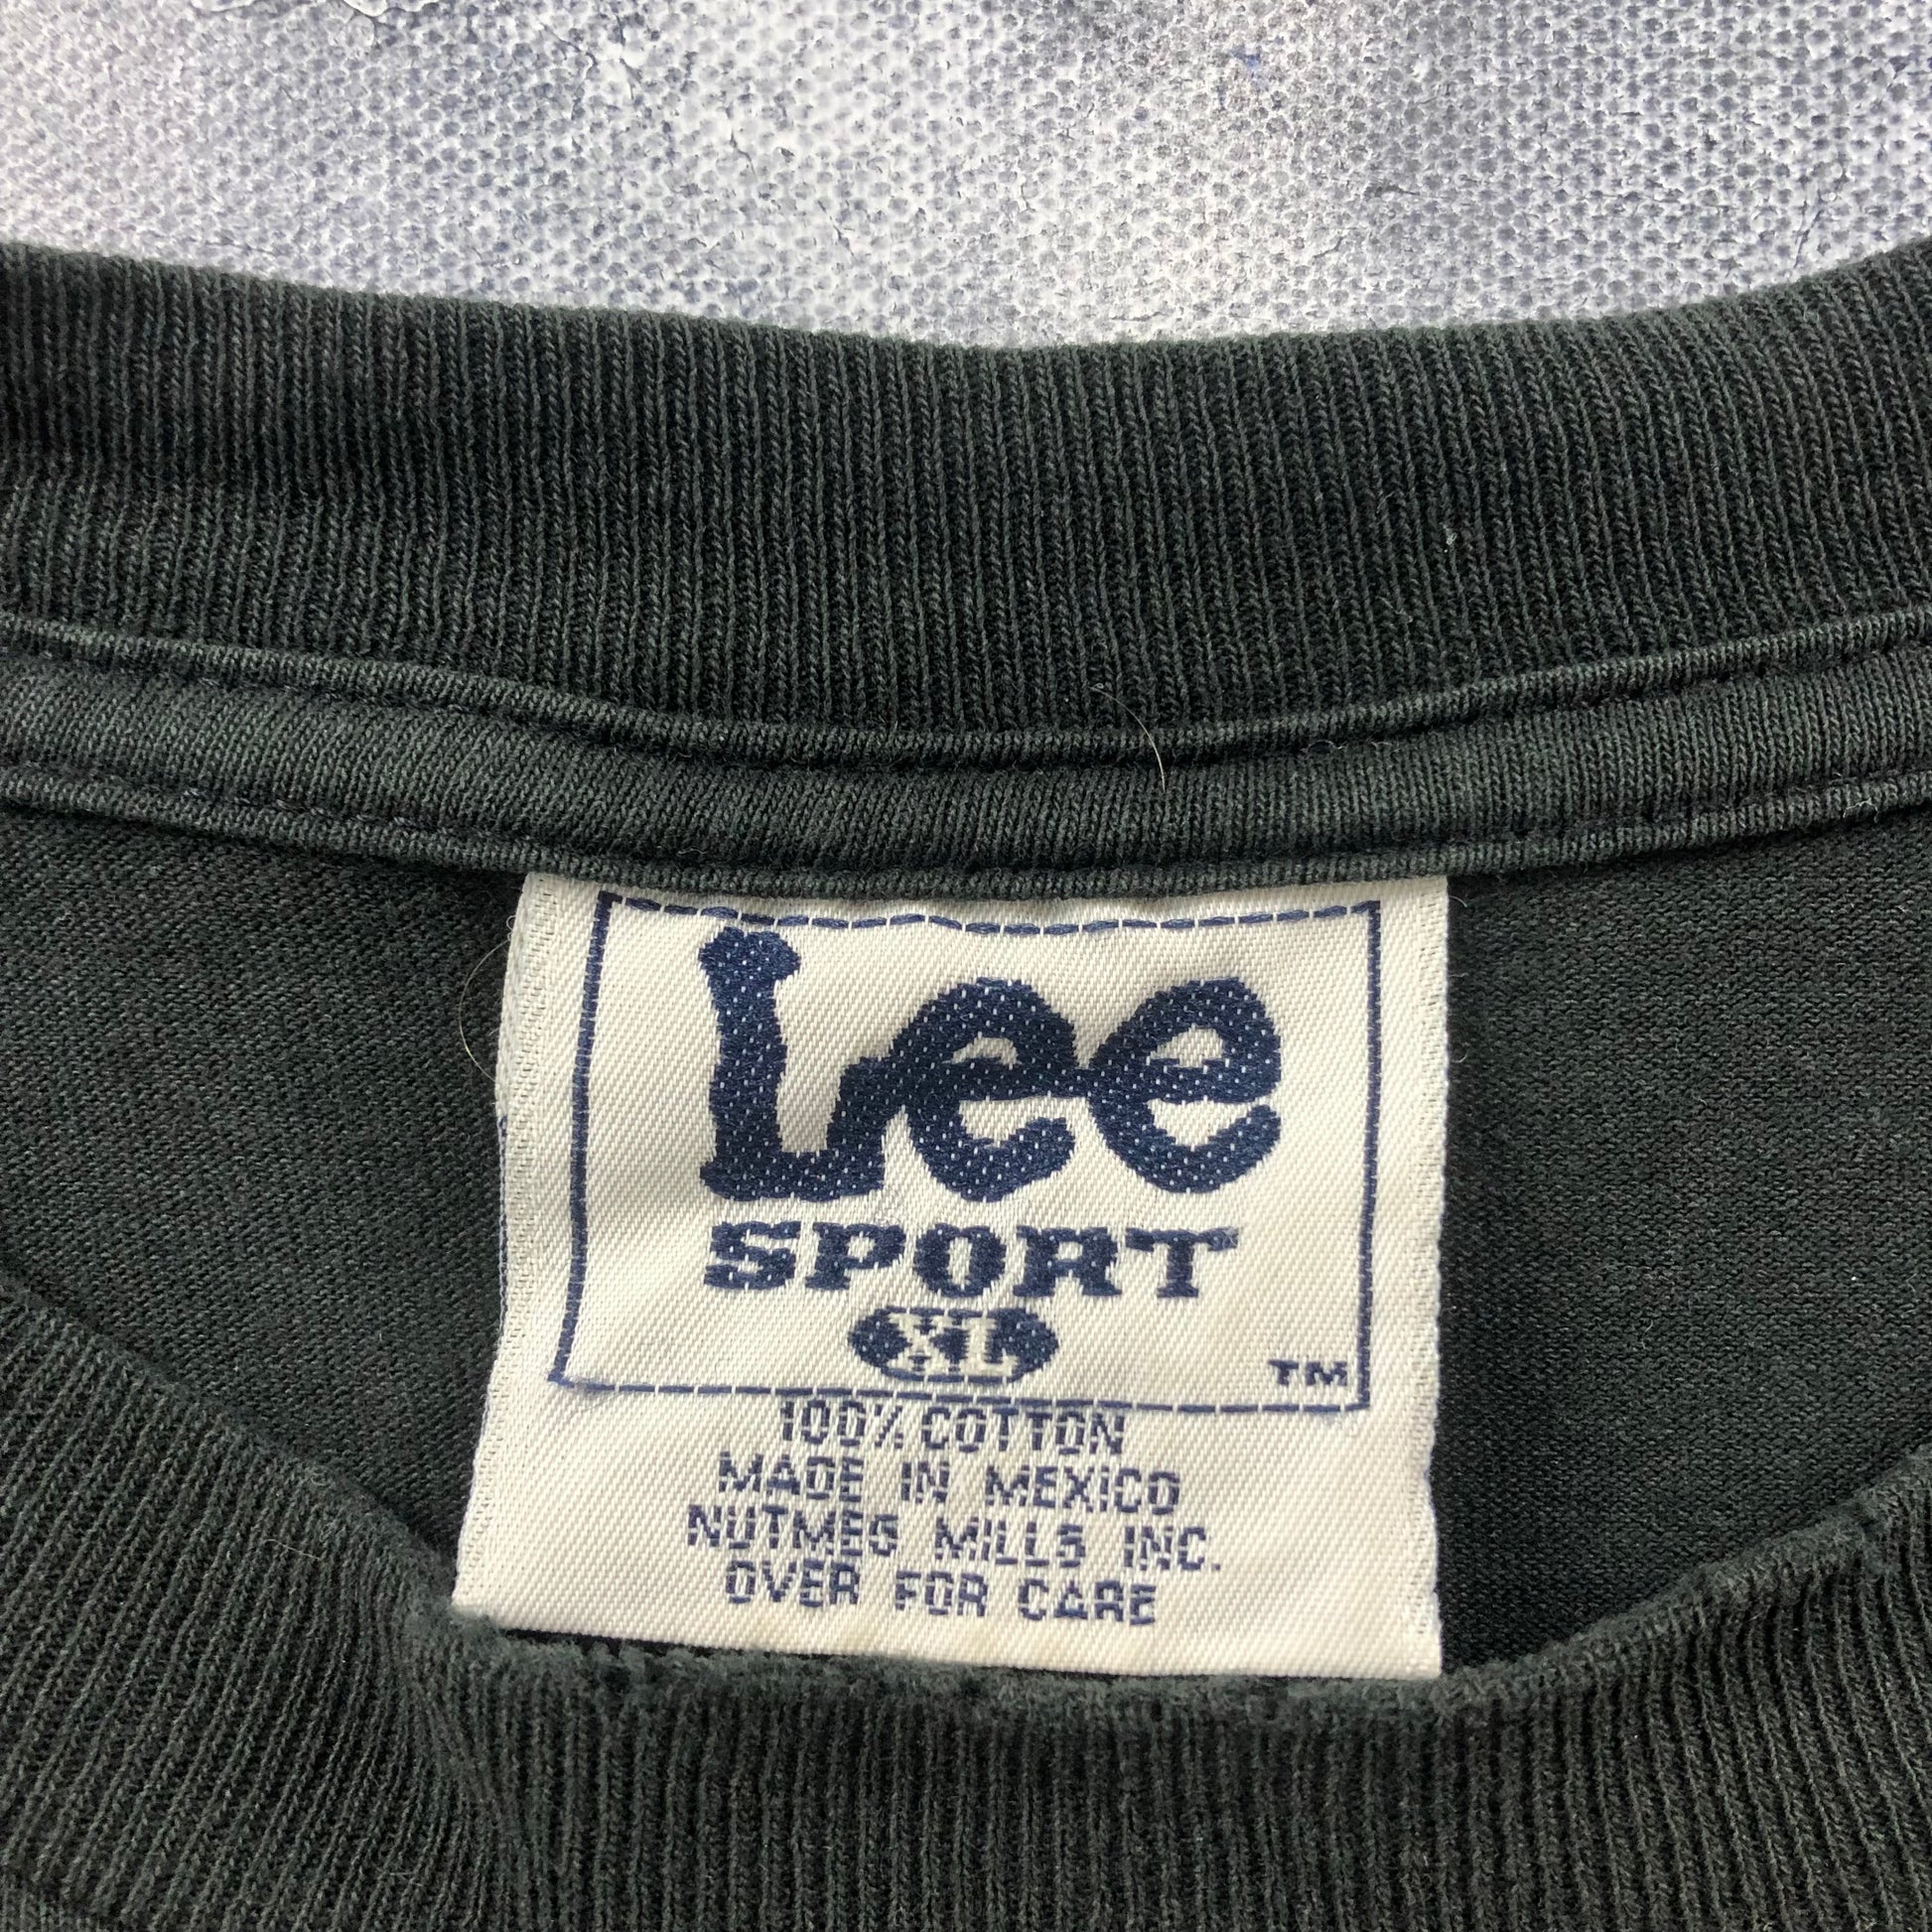 Lee
SPORT
XL
TM
100% COTTON
MADE IN MEXICO
NUTMEG MILLS INC.
OVER FOR CARE